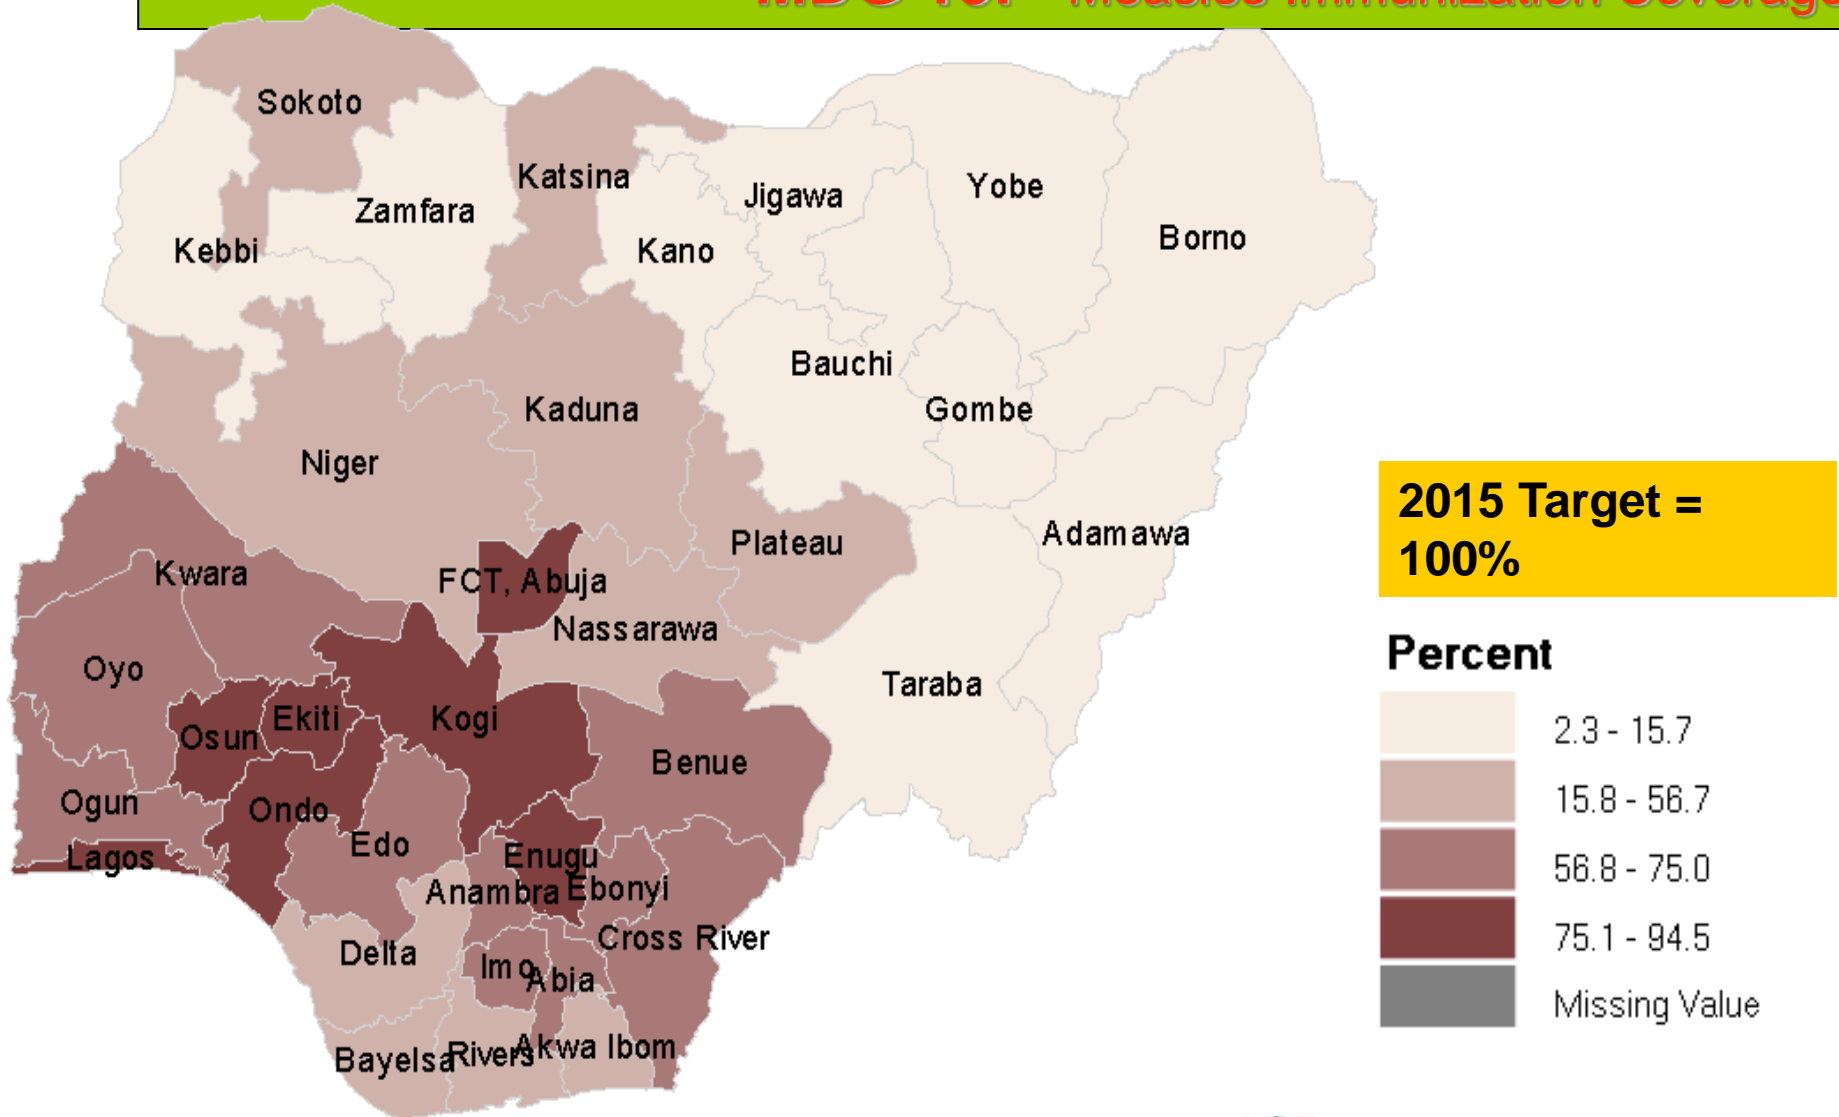 Measles Immunization Coverage
Sokoto
Katsina
Yobe
Jigawa
Zamfara
Borno
Kebbi
Kano
Bauchi
Kaduna
Gombe
Niger
2015 Target =
100%
Adamawa
Plateau
Kwara
FCT, Abuja
Nassarawa
Percent
Oyo
Taraba
Ekiti
Kogi
Osun
2.3 - 15.7
Benue
Ogun
15.8 - 56.7
Ondo
Edo
Lagos
Enugu
56.8 - 75.0
Anambra
Ebonyi
Cross River
75.1 - 94.5
Delta
Imo
Abia
Missing Value
Akwa Ibom
Rivers
Bayelsa